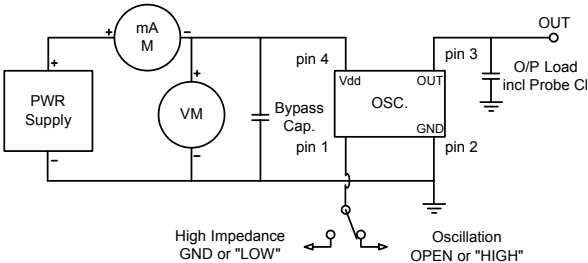 OUT
mA
M
+
–
pin 4
pin 3
+
+
Vdd
OUT
O/P Load
incl Probe Cl
PWR
Supply
VM
Bypass
Cap.
OSC.
GND
–
–
pin 1
pin 2
High Impedance
GND or "LOW"
Oscillation
OPEN or "HIGH"